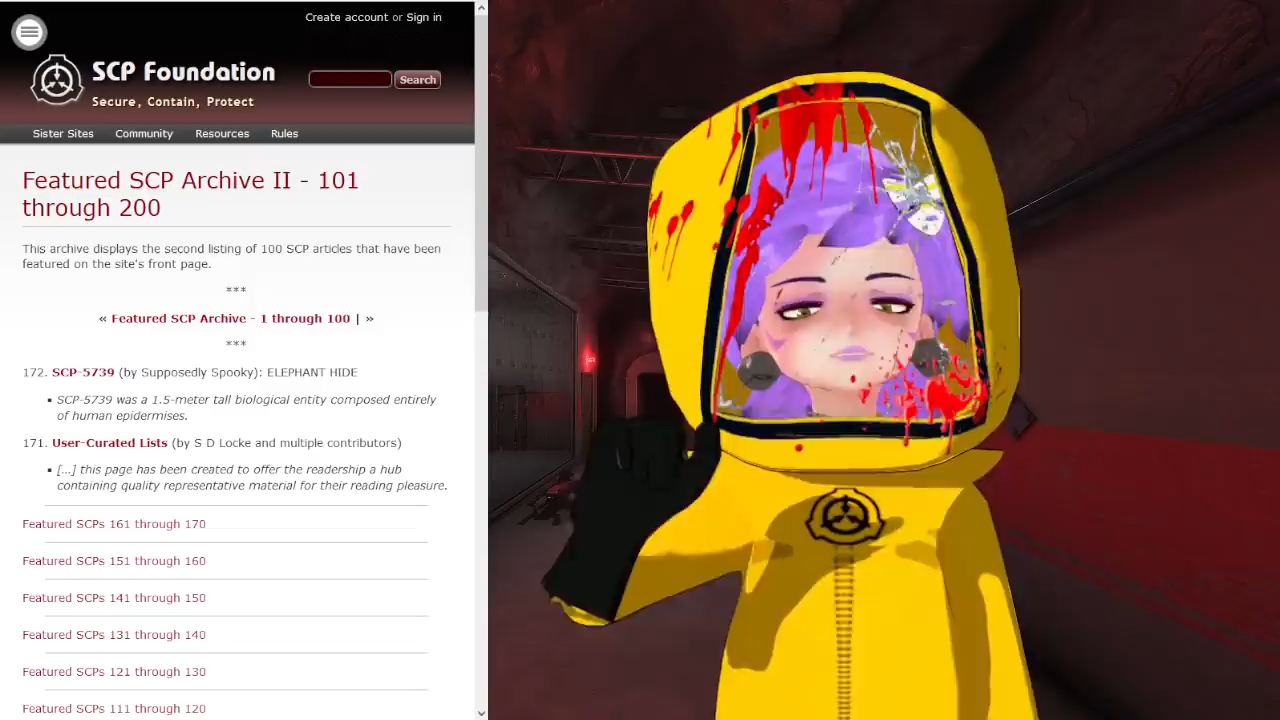 Create account or Sign in
SCP Foundation
Search
Secure, Contain, Protect
Sister Sites Community Resources Rules
Featured SCP Archive II - 101
through 200
This archive displays the second listing of 100 SCP articles that have been
featured on the site's front page.
***
« Featured SCP Archive - 1 through 100 | »
***
172. SCP-5739 (by Supposedly Spooky): ELEPHANT HIDE
▪ SCP-5739 was a 1.5-meter tall biological entity composed entirely
of human epidermises.
171. User-Curated Lists (by S D Locke and multiple contributors)
▪ [...] this page has been created to offer the readership a hub
containing quality representative material for their reading pleasure.
Featured SCPs 161 through 170
Featured SCPs 151 through 160
Featured SCPs 141 through 150
Featured SCPs 131 through 140
Featured SCPs 121 through 130
Featured SCPs 111 through 120